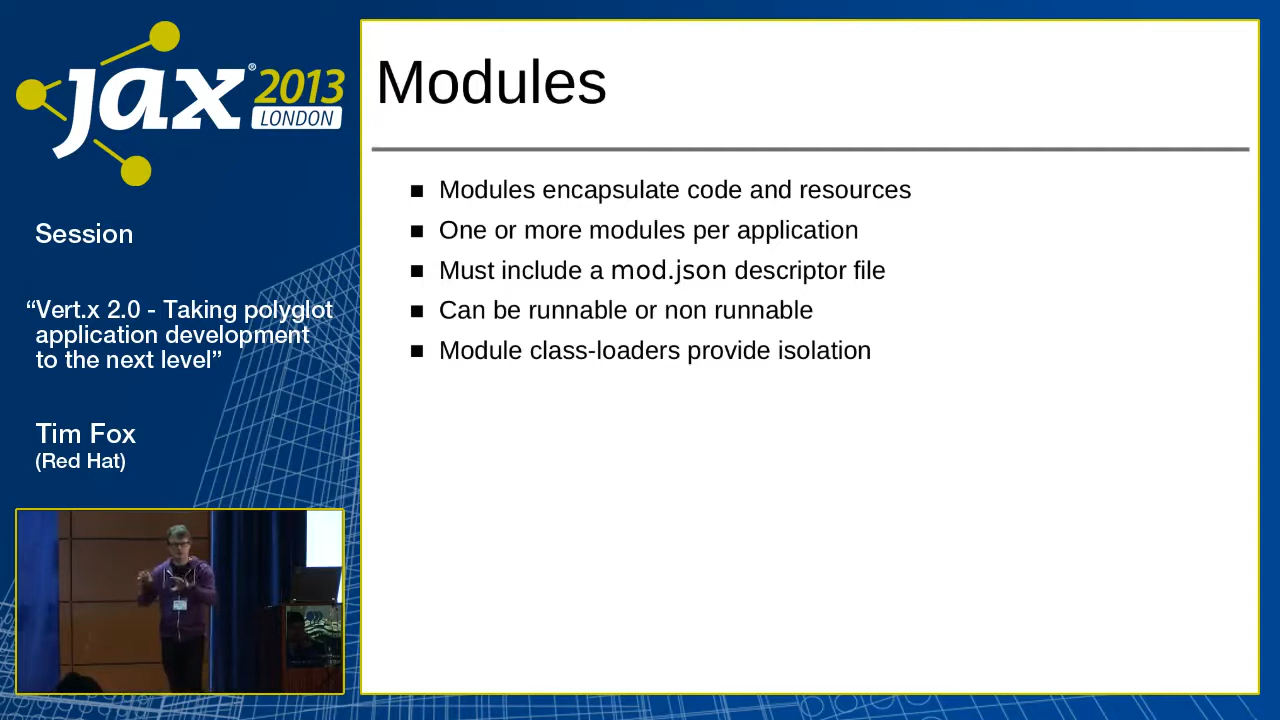 jax® 2013
LONDON
Session
“Vert.x 2.0 - Taking polyglot
application development
to the next level”
Tim Fox
(Red Hat)
Modules
■ Modules encapsulate code and resources
■ One or more modules per application
■ Must include a mod.json descriptor file
■ Can be runnable or non runnable
■ Module class-loaders provide isolation